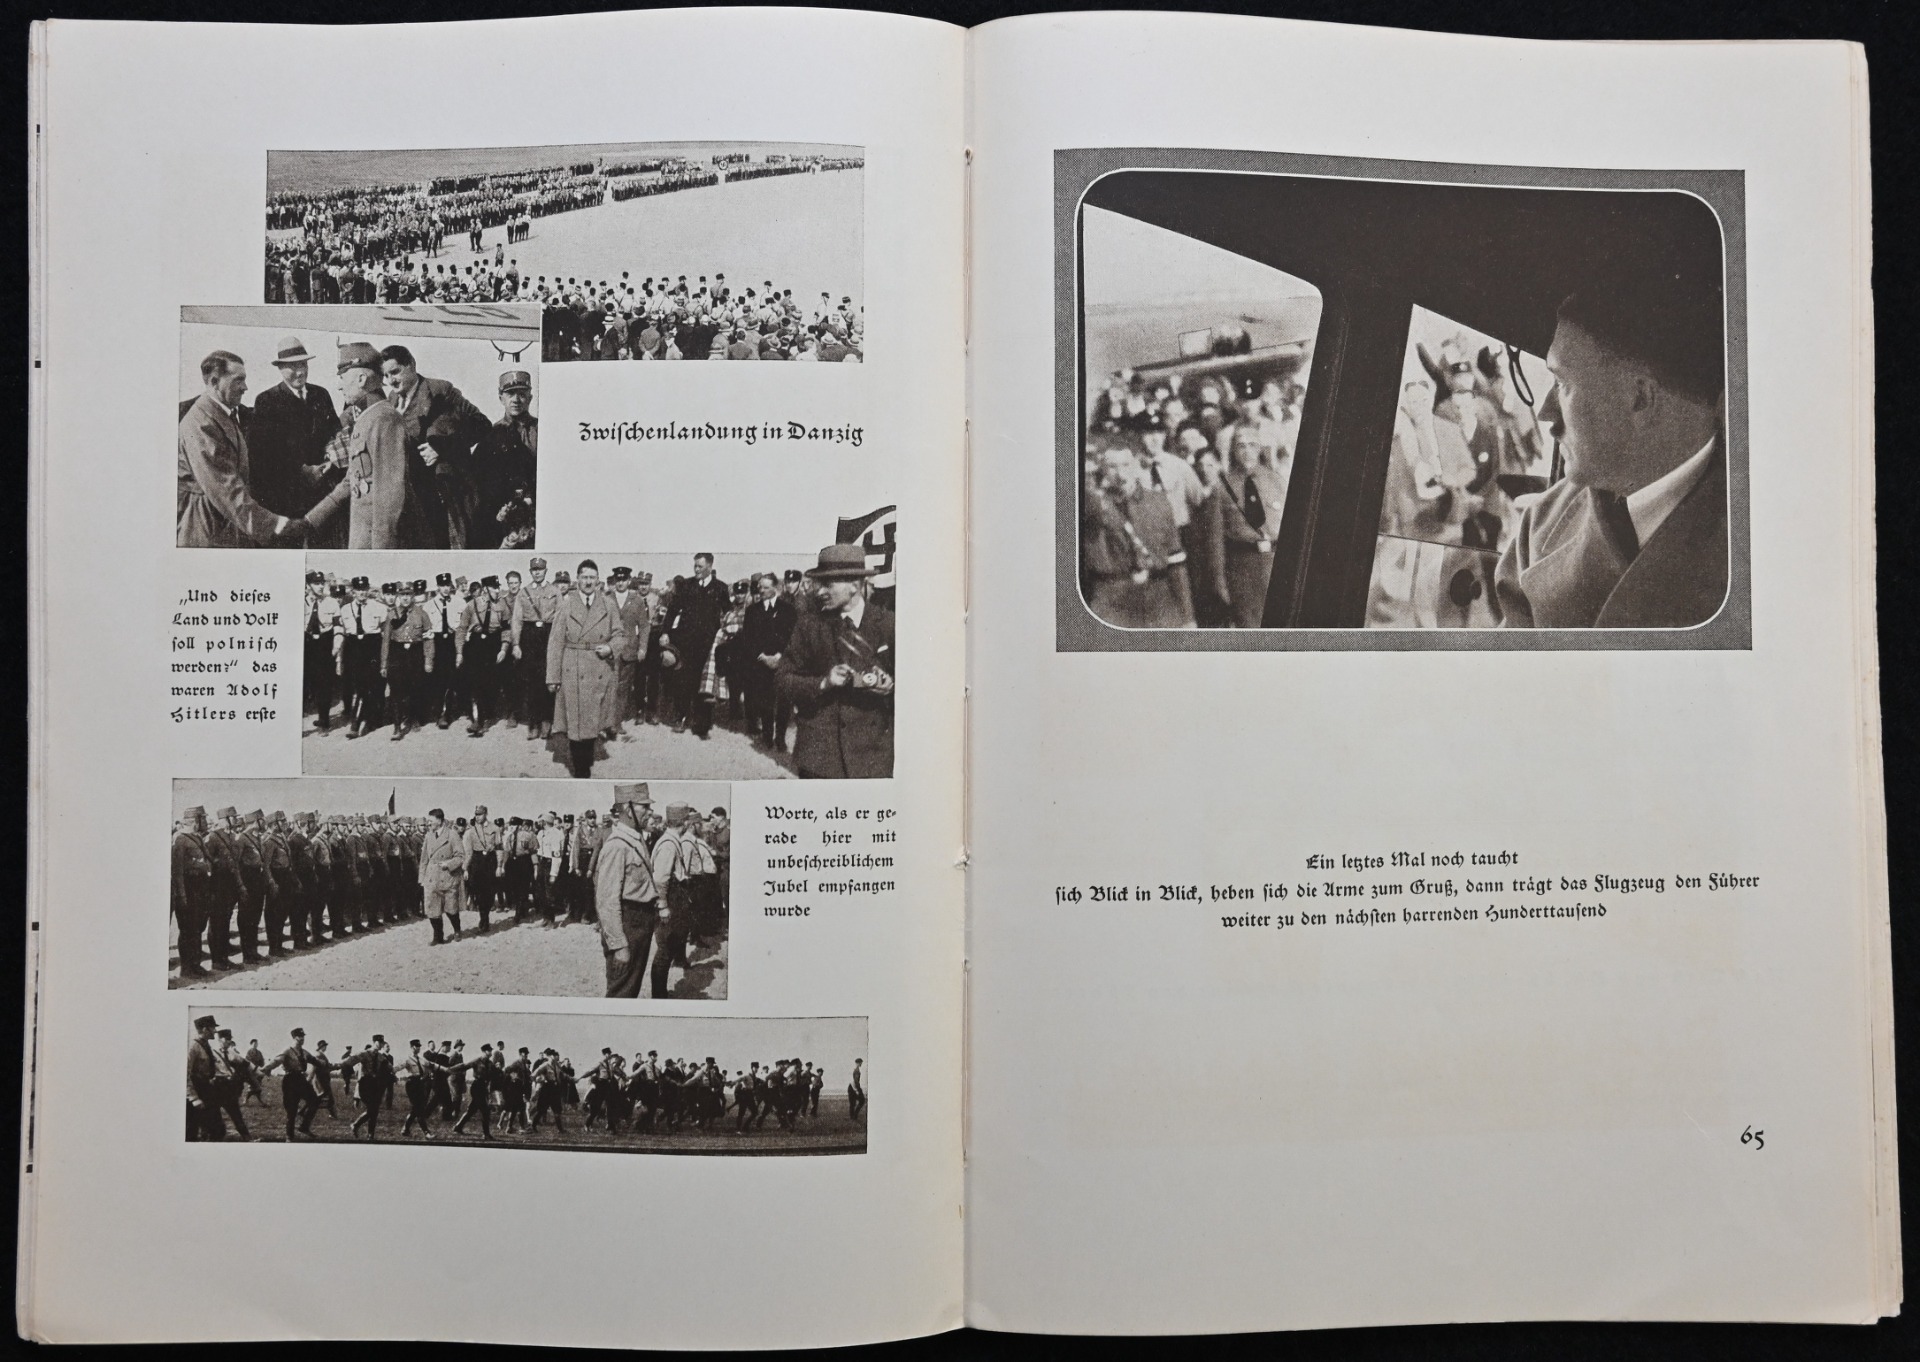 Zwischenlandung in Danzig
„Und dieses
Land und Volk
soll polnisch
werden?“ das
waren Adolf
Hitlers erste
Worte, als er ge-
rade hier mit
unbeschreiblichem
Jubel empfangen
wurde
Ein letztes Mal noch taucht
sich Blick in Blick, heben sich die Arme zum Gruß, dann trägt das Flugzeug den Führer
weiter zu den nächsten harrenden Hunderttausend
65